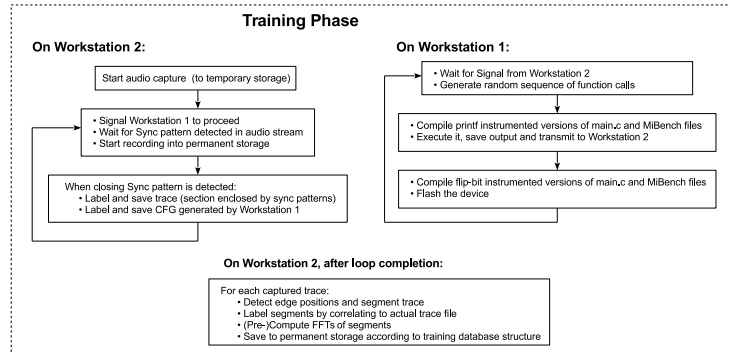 Training Phase
On Workstation 2:
Start audio capture (to temporary storage)
• Signal Workstation 1 to proceed
• Wait for Sync pattern detected in audio stream
• Start recording into permanent storage
When closing Sync pattern is detected:
• Label and save trace (section enclosed by sync patterns)
• Label and save CFG generated by Workstation 1
On Workstation 1:
• Wait for Signal from Workstation 2
• Generate random sequence of function calls
• Compile printf instrumented versions of main.c and MiBench files
• Execute it, save output and transmit to Workstation 2
• Compile flip-bit instrumented versions of main.c and MiBench files
• Flash the device
On Workstation 2, after loop completion:
For each captured trace:
• Detect edge positions and segment trace
• Label segments by correlating to actual trace file
• (Pre-)Compute FFTs of segments
• Save to permanent storage according to training database structure